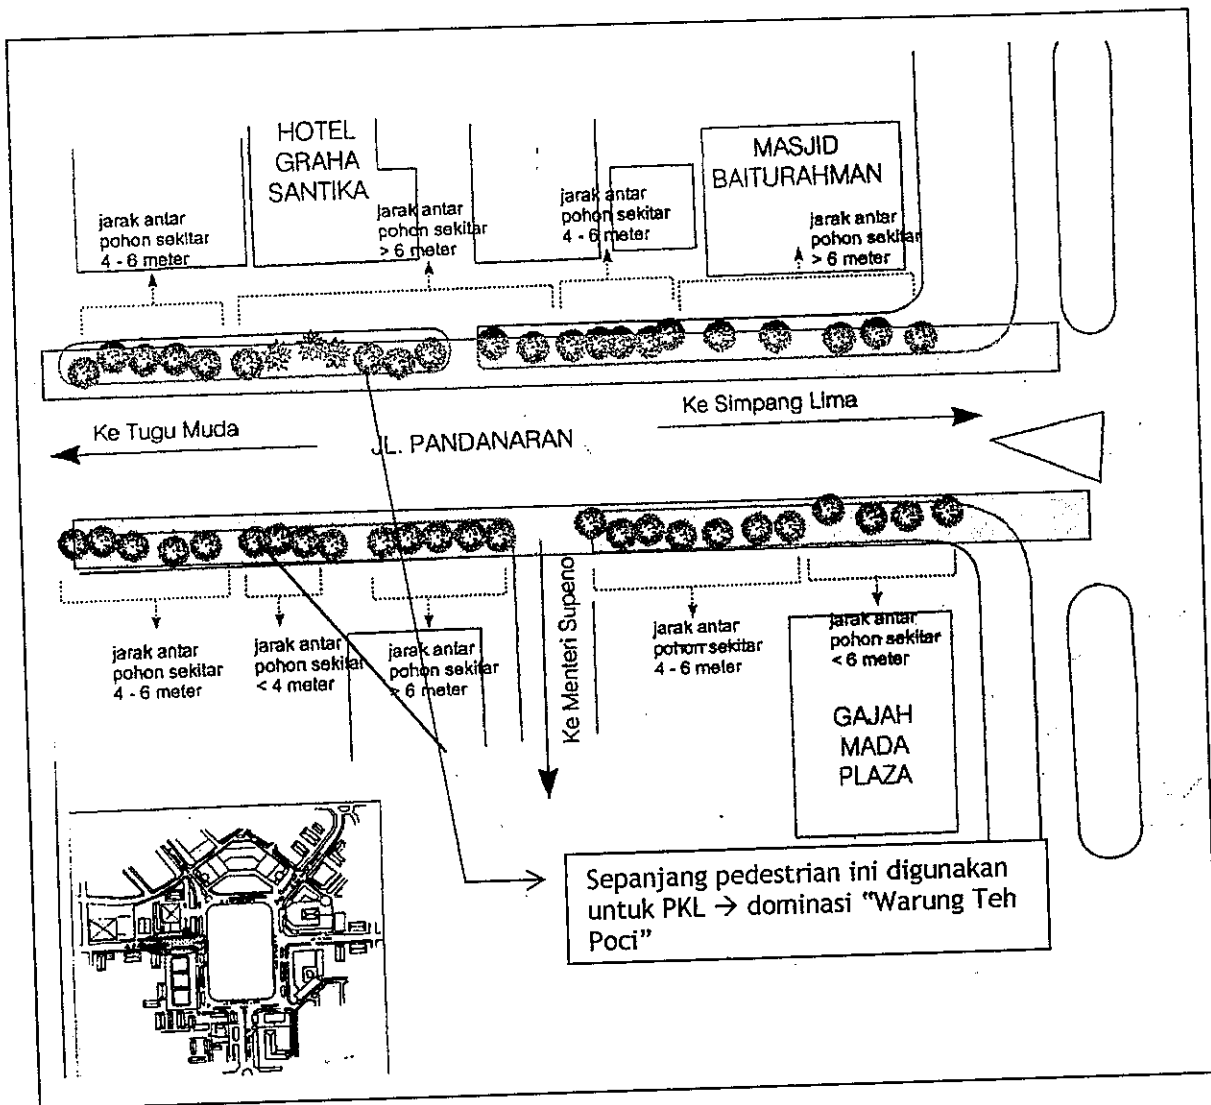 HOTEL
GRAHA
SANTIKA
MASJID
BAITURAHMAN
jarak antar
pohon sekitar
4 - 6 meter
jarak antar
pohon sekitar
> 6 meter
jarak antar
pohon sekitar
4 - 6 meter
jarak antar
pohon sekitar
> 6 meter
Ke Tugu Muda
JL. PANDANARAN
Ke Simpang Lima
jarak antar
pohon sekitar
4 - 6 meter
jarak antar
pohon sekitar
< 4 meter
jarak antar
pohon sekitar
> 6 meter
Ke Menteri Supeno
jarak antar
pohon sekitar
4 - 6 meter
jarak antar
pohon sekitar
< 6 meter
GAJAH
MADA
PLAZA
Sepanjang pedestrian ini digunakan
untuk PKL → dominasi “Warung Teh
Poci”